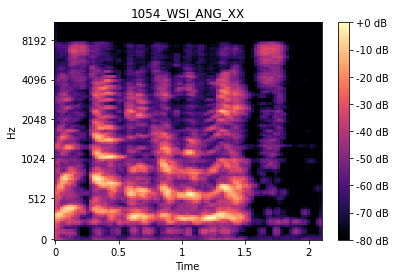 1054_WSI_ANG_XX
+0 dB
8192
-10 dB
4096
-20 dB
-30 dB
2048
Hz
-40 dB
1024
-50 dB
512
-60 dB
-70 dB
0
-80 dB
0
0.5
1
1.5
2
Time